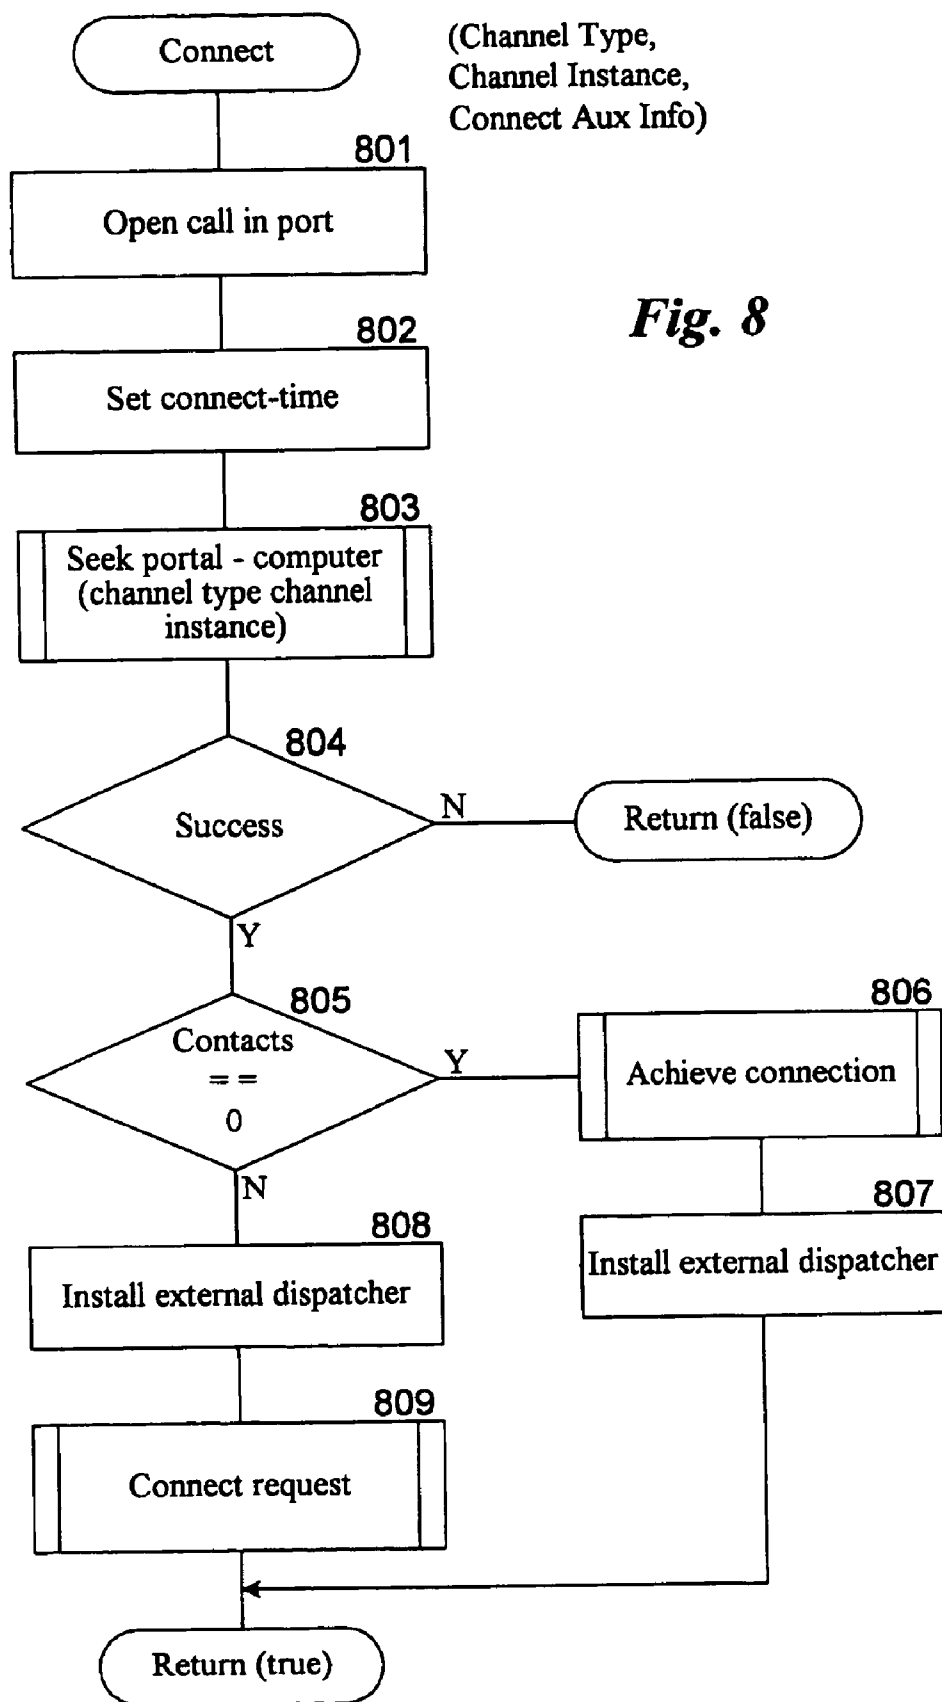 Connect
(Channel Type,
Channel Instance,
Connect Aux Info)
801
Open call in port
Fig. 8
802
Set connect-time
803
Seek portal - computer
(channel type channel
instance)
804
Success
N
Return (false)
Y
805
Contacts
= =
0
Y
806
Achieve connection
N
807
Install external dispatcher
808
Install external dispatcher
809
Connect request
Return (true)